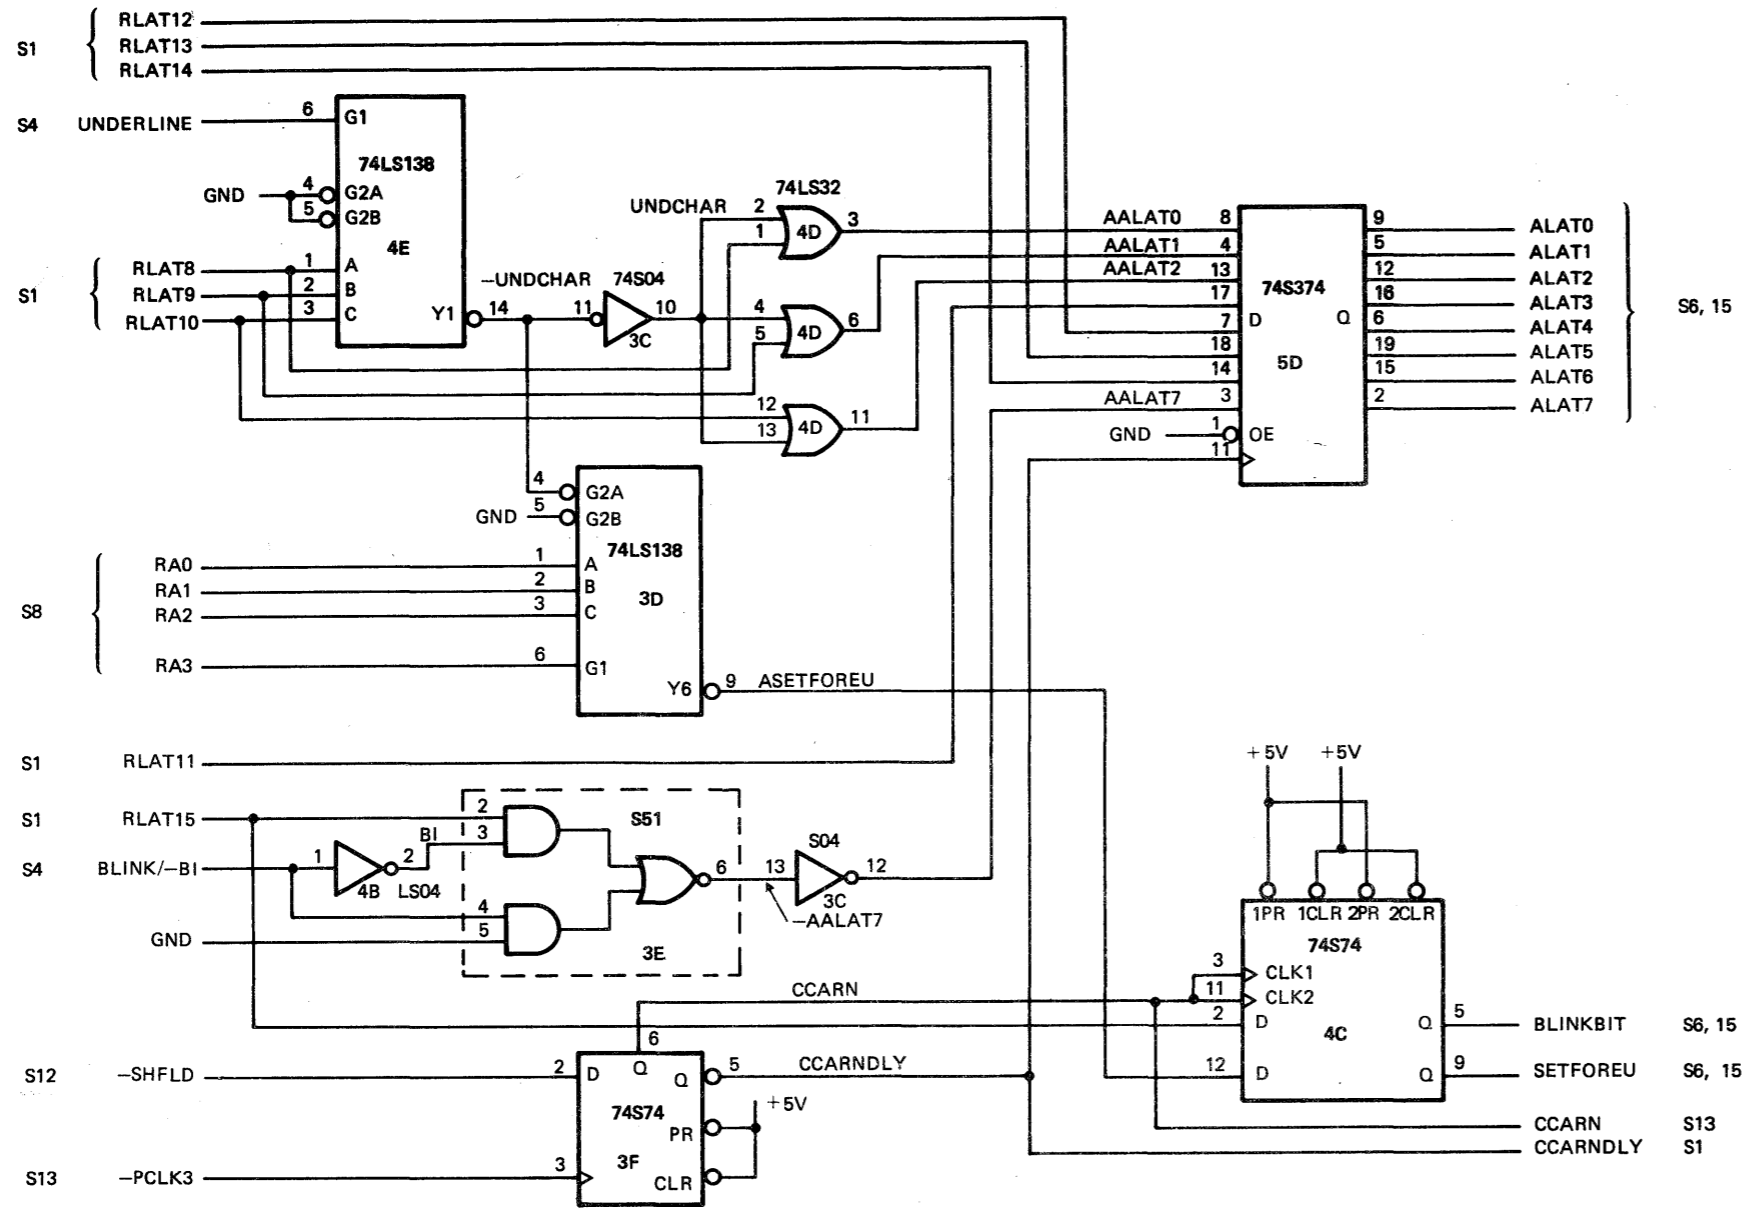 S1
RLAT12
RLAT13
RLAT14
S4 UNDERLINE
6 G1
74LS138
GND
4 G2A
5 G2B
4E
S1
RLAT8 1 A
RLAT9 2 B
RLAT10 3 C
Y1 14
−UNDCHAR
11 74S04 10
3C
UNDCHAR
74LS32
2
1 4D 3
4
5 4D 6
12
13 4D 11
AALAT0 8
AALAT1 4
AALAT2 13
17
7 D
18
14
AALAT7 3
GND 1 OE
11
74S374
Q
5D
9 ALAT0
5 ALAT1
12 ALAT2
16 ALAT3
6 ALAT4
19 ALAT5
15 ALAT6
2 ALAT7
S6, 15
4 G2A
GND 5 G2B
74LS138
S8
RA0 1 A
RA1 2 B
RA2 3 C
3D
RA3 6 G1
Y6 9 ASETFOREU
S1 RLAT11
S1 RLAT15
S4 BLINK/−BI
1 2
4B LS04
BI
2
3
S51
4
5
GND
6
3E
13 S04 12
3C
−AALAT7
+5V +5V
1PR 1CLR 2PR 2CLR
74S74
3 CLK1
11 CLK2
2 D
4C
Q 5 BLINKBIT S6, 15
12 D
Q 9 SETFOREU S6, 15
CCARN
6
S12 −SHFLD 2 D
Q
Q 5 CCARNDLY
74S74
+5V
PR
3F
S13 −PCLK3 3
CLR
CCARN S13
CCARNDLY S1